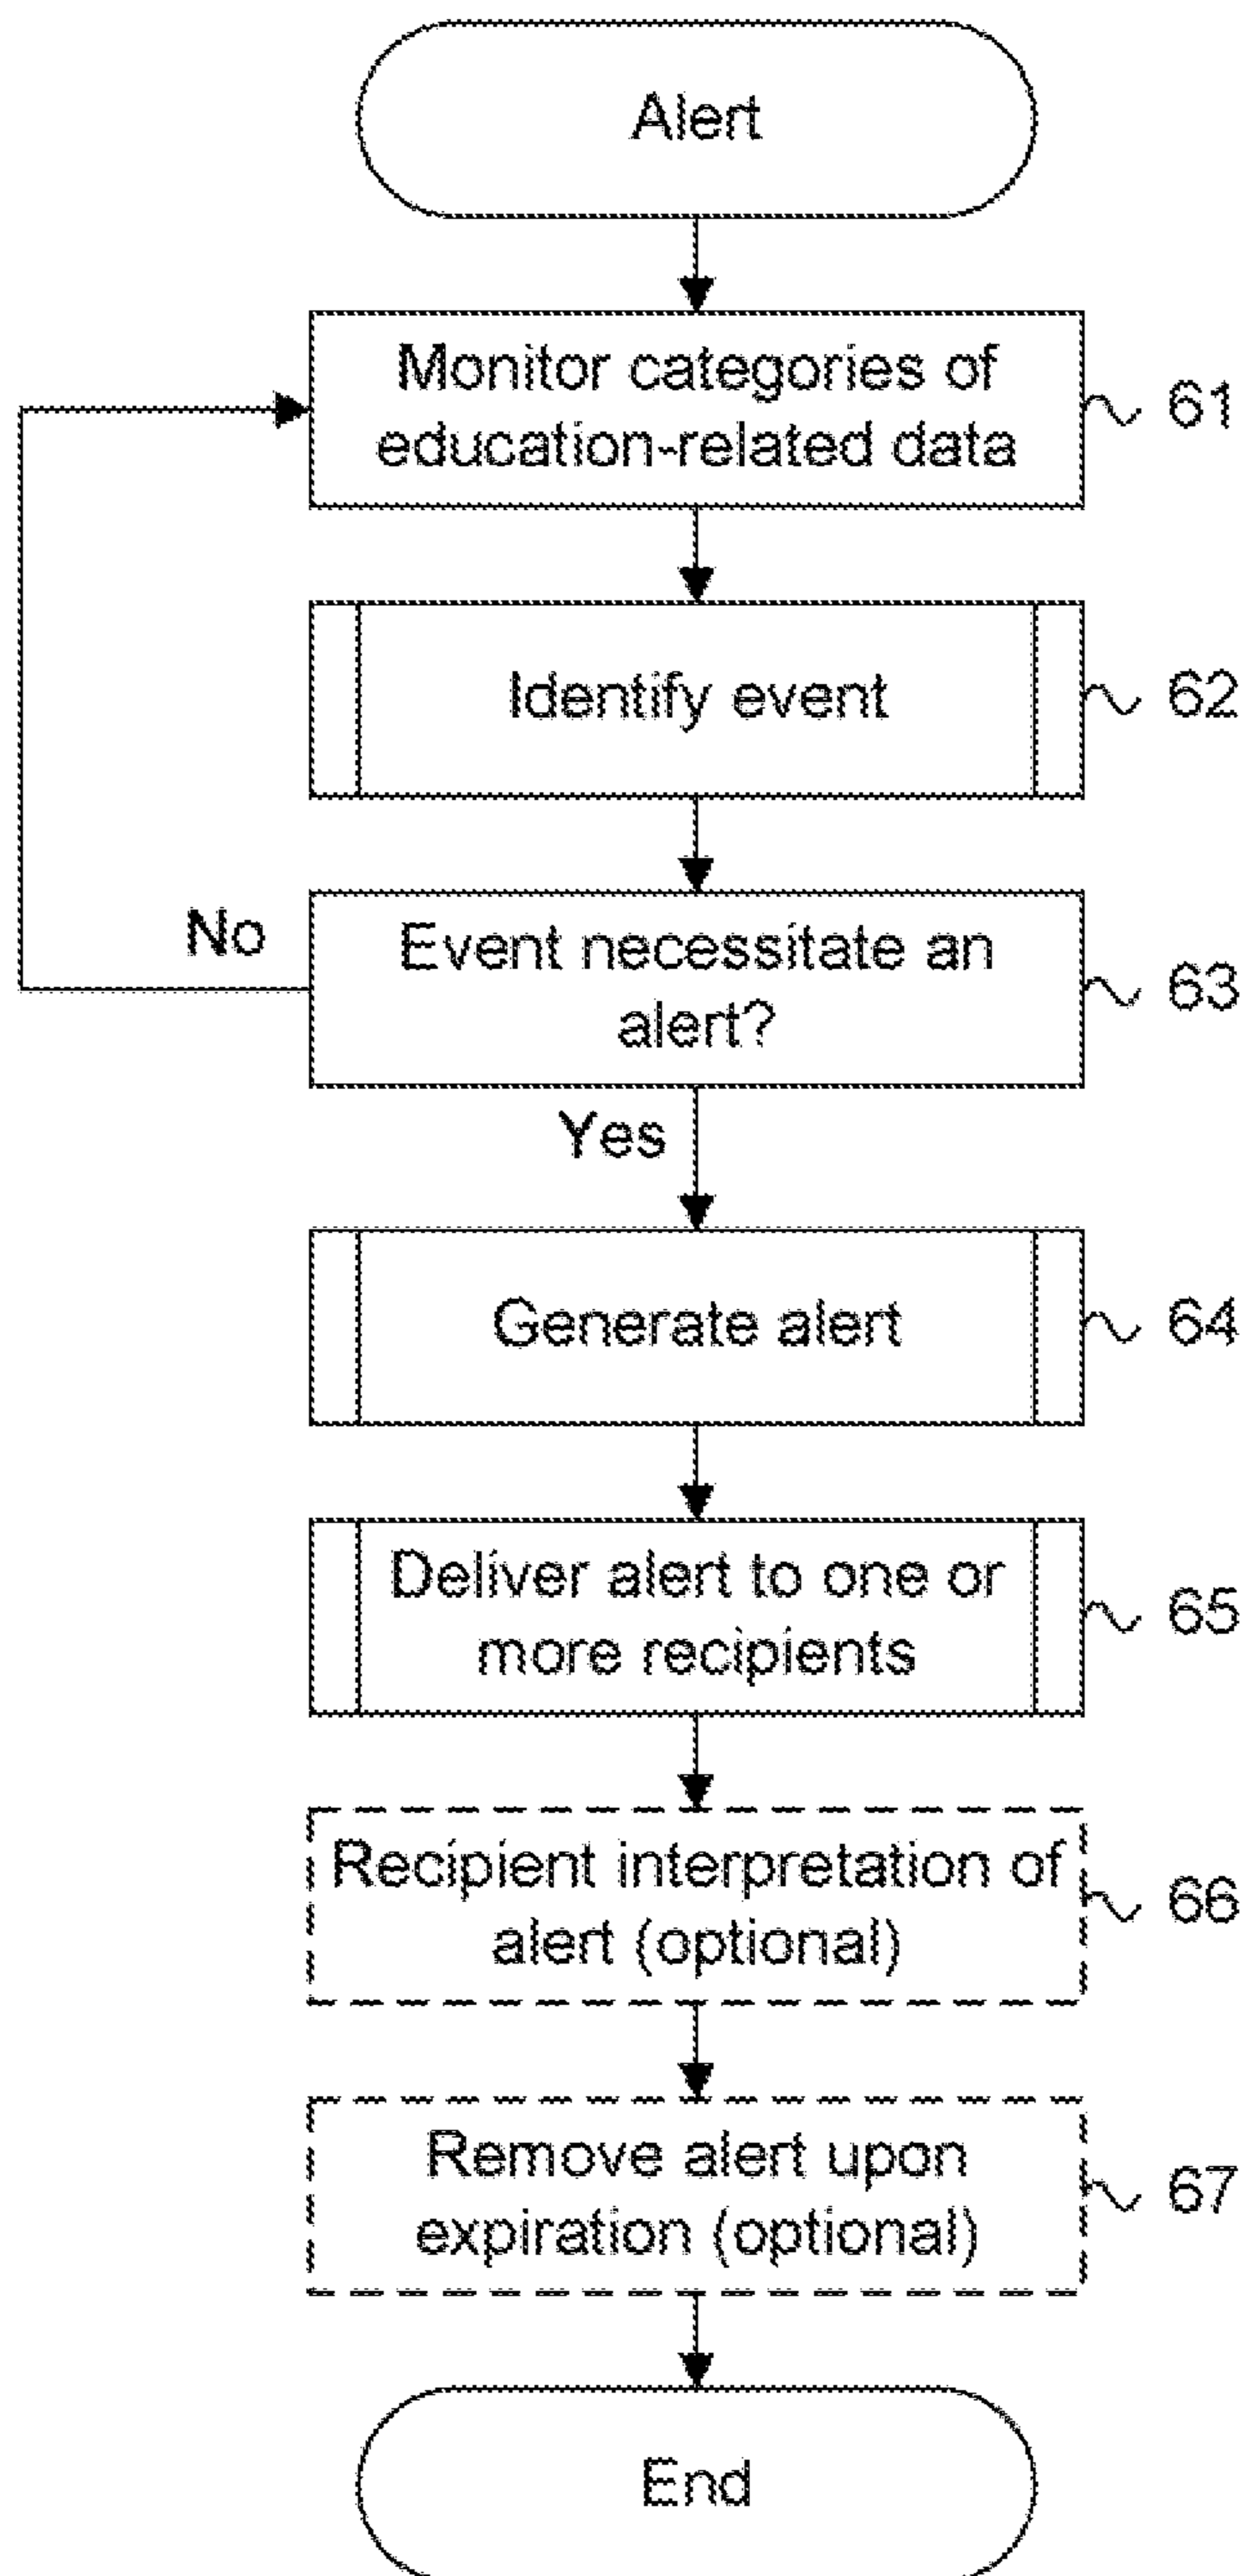 Alert
Monitor categories of
education-related data
61
Identify event
62
No
Event necessitate an
alert?
63
Yes
Generate alert
64
Deliver alert to one or
more recipients
65
Recipient interpretation of
alert (optional)
66
Remove alert upon
expiration (optional)
67
End